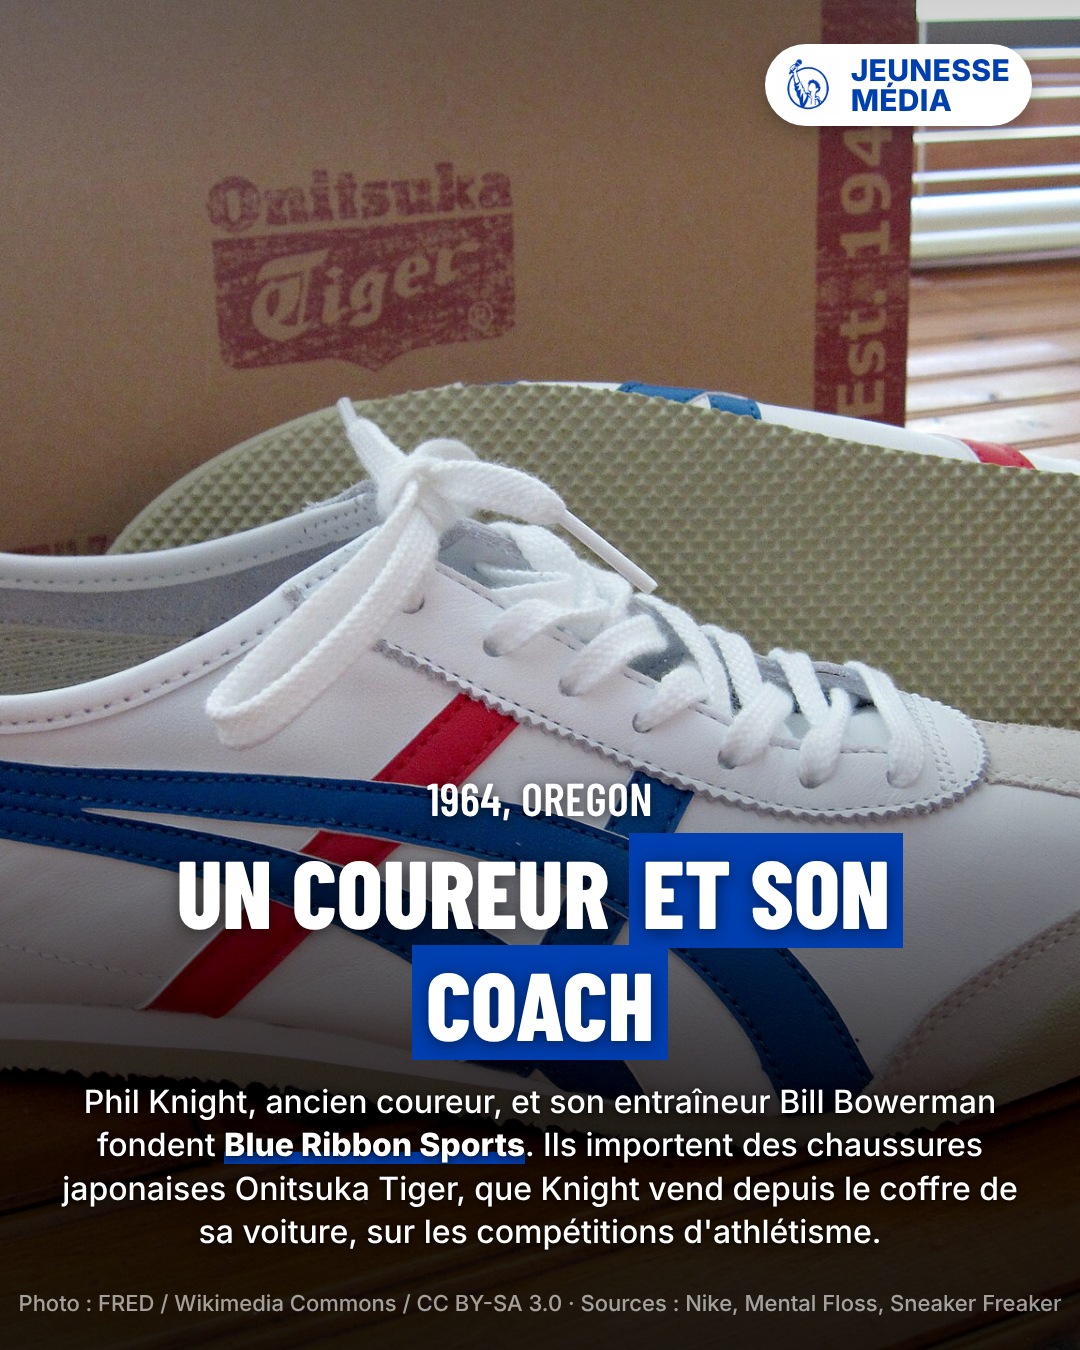 JEUNESSE
MÉDIA
Onitsuka
Tiger
®
Est. 194
1964, OREGON
UN COUREUR ET SON
COACH
Phil Knight, ancien coureur, et son entraîneur Bill Bowerman
fondent Blue Ribbon Sports. Ils importent des chaussures
japonaises Onitsuka Tiger, que Knight vend depuis le coffre de
sa voiture, sur les compétitions d'athlétisme.
Photo : FRED / Wikimedia Commons / CC BY-SA 3.0 · Sources : Nike, Mental Floss, Sneaker Freaker